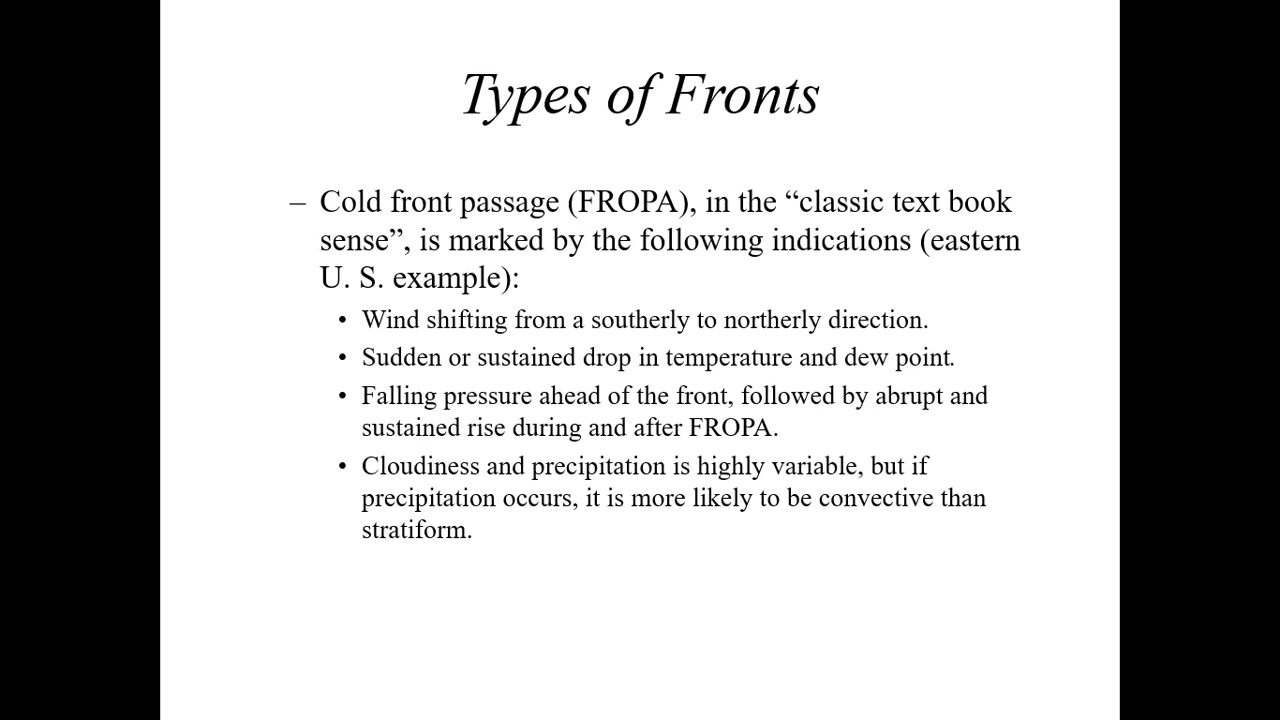 Types of Fronts
– Cold front passage (FROPA), in the “classic text book
sense”, is marked by the following indications (eastern
U. S. example):
• Wind shifting from a southerly to northerly direction.
• Sudden or sustained drop in temperature and dew point.
• Falling pressure ahead of the front, followed by abrupt and
sustained rise during and after FROPA.
• Cloudiness and precipitation is highly variable, but if
precipitation occurs, it is more likely to be convective than
stratiform.